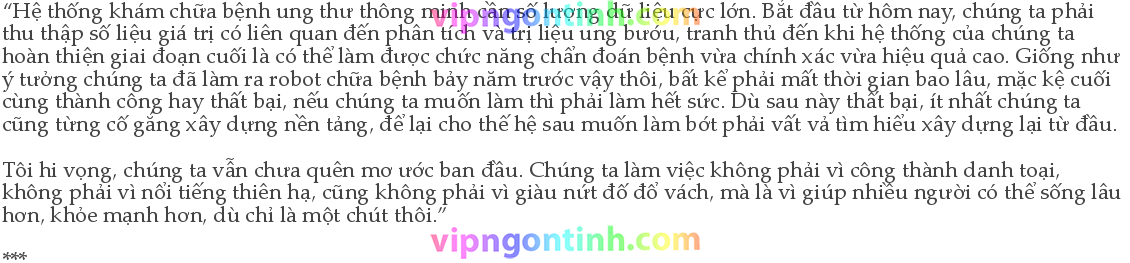 “Hệ thống khám chữa bệnh ung thư thông minh cần số lượng dữ liệu cực lớn. Bắt đầu từ hôm nay, chúng ta phải
thu thập số liệu giá trị có liên quan đến phân tích và trị liệu ung bướu, tranh thủ đến khi hệ thống của chúng ta
hoàn thiện giai đoạn cuối là có thể làm được chức năng chẩn đoán bệnh vừa chính xác vừa hiệu quả cao. Giống như
ý tưởng chúng ta đã làm ra robot chữa bệnh bảy năm trước vậy thôi, bất kể phải mất thời gian bao lâu, mặc kệ cuối
cùng thành công hay thất bại, nếu chúng ta muốn làm thì phải làm hết sức. Dù sau này thất bại, ít nhất chúng ta
cũng từng cố gắng xây dựng nền tảng, để lại cho thế hệ sau muốn làm bớt phải vất vả tìm hiểu xây dựng lại từ đầu.
Tôi hi vọng, chúng ta vẫn chưa quên mơ ước ban đầu. Chúng ta làm việc không phải vì công thành danh toại,
không phải vì nổi tiếng thiên hạ, cũng không phải vì giàu nứt đố đổ vách, mà là vì giúp nhiều người có thể sống lâu
hơn, khỏe mạnh hơn, dù chỉ là một chút thôi.”
***
vipngontinh.com
vipngontinh.com